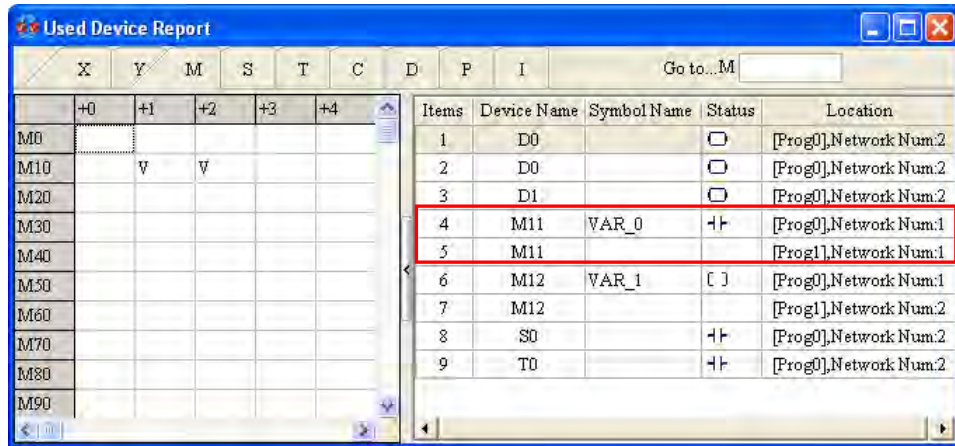 Used Device Report
X Y M S T C D P I Go to...M
+0 +1 +2 +3 +4
M0
M10 V V
M20
M30
M40
M50
M60
M70
M80
M90
Items Device Name Symbol Name Status Location
1 D0 [Prog0],Network Num:2
2 D0 [Prog0],Network Num:2
3 D1 [Prog0],Network Num:2
4 M11 VAR_0 [Prog0],Network Num:1
5 M11 [Prog1],Network Num:1
6 M12 VAR_1 [Prog0],Network Num:1
7 M12 [Prog1],Network Num:2
8 S0 [Prog0],Network Num:2
9 T0 [Prog0],Network Num:2